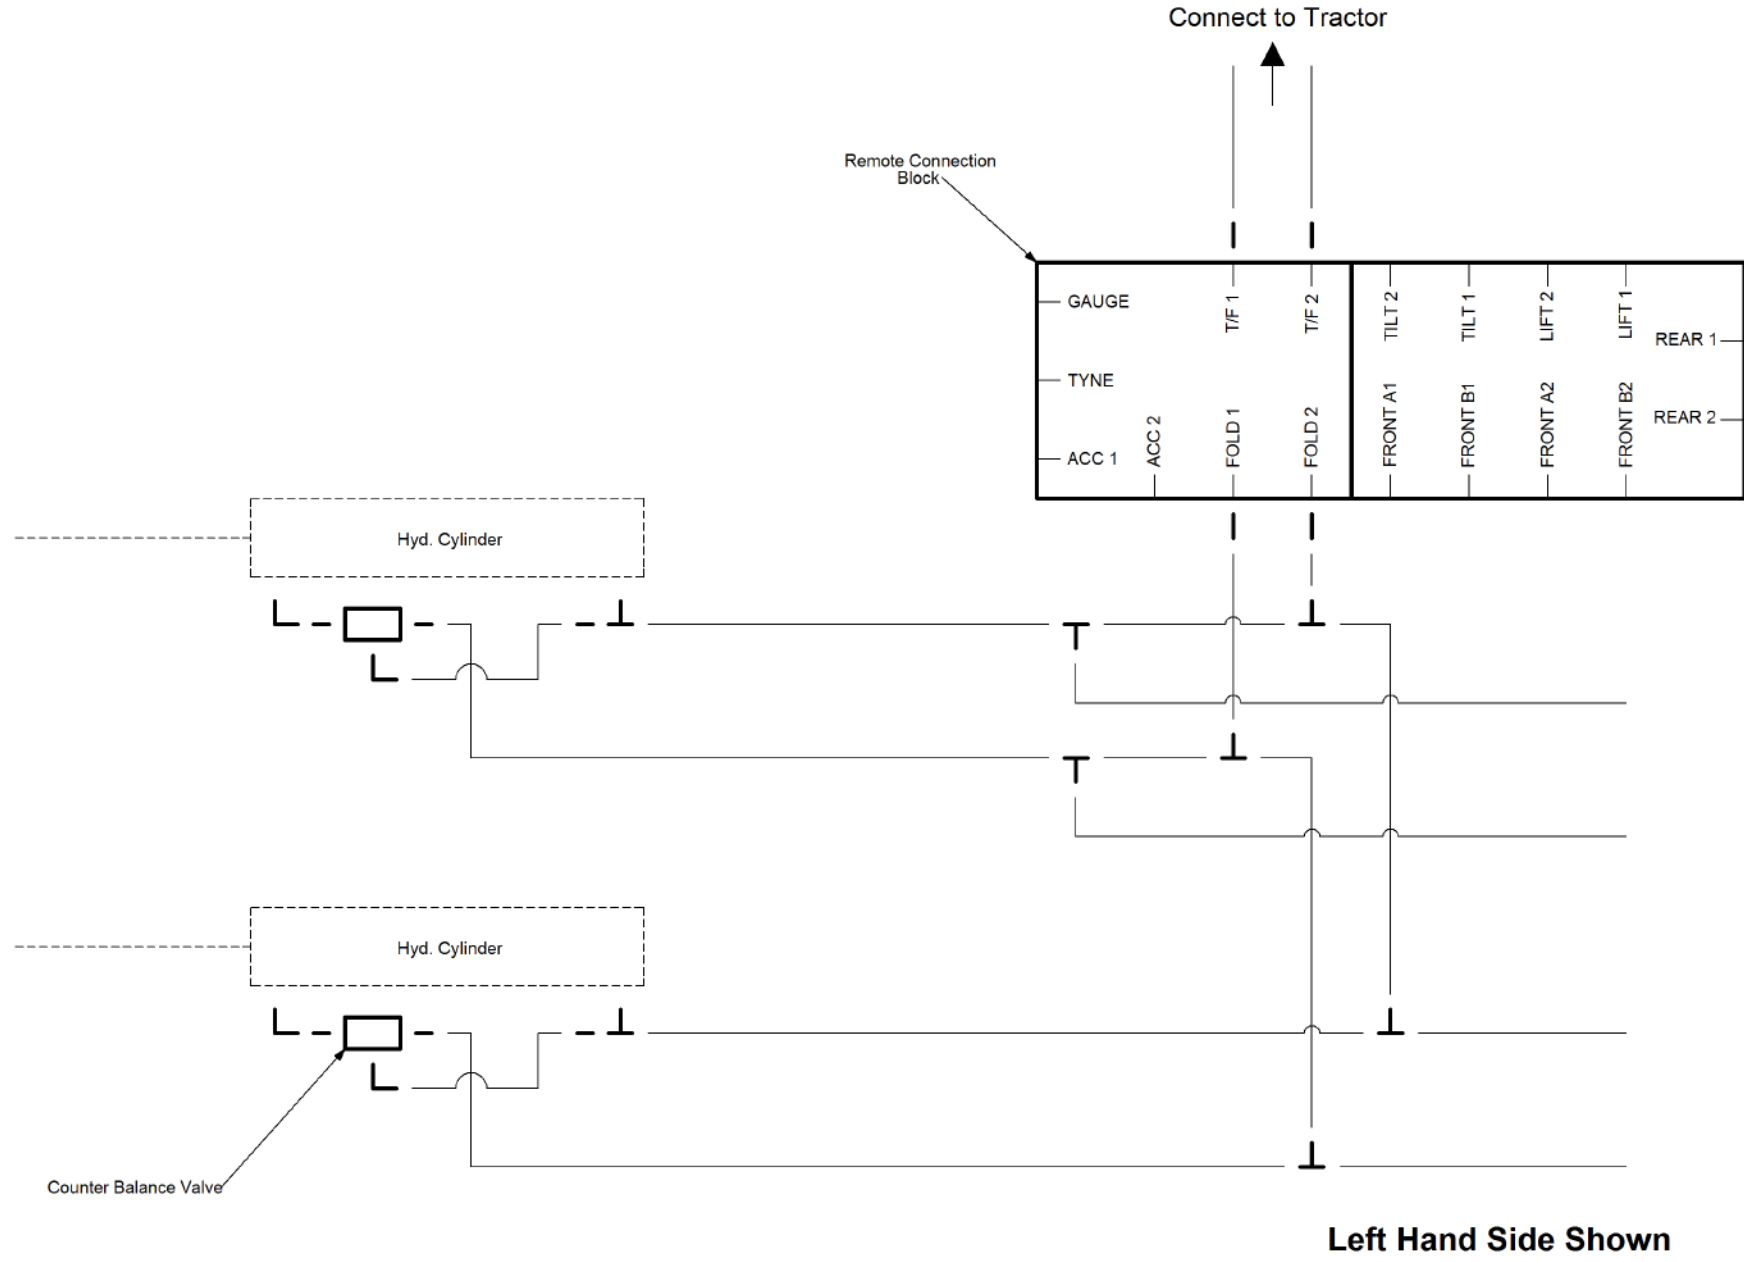 Connect to Tractor
Remote Connection
Block
GAUGE
T/F 1
T/F 2
TILT 2
TILT 1
LIFT 2
LIFT 1
REAR 1
TYNE
ACC 1
ACC 2
FOLD 1
FOLD 2
FRONT A1
FRONT B1
FRONT A2
FRONT B2
REAR 2
Hyd. Cylinder
Hyd. Cylinder
Counter Balance Valve
Left Hand Side Shown